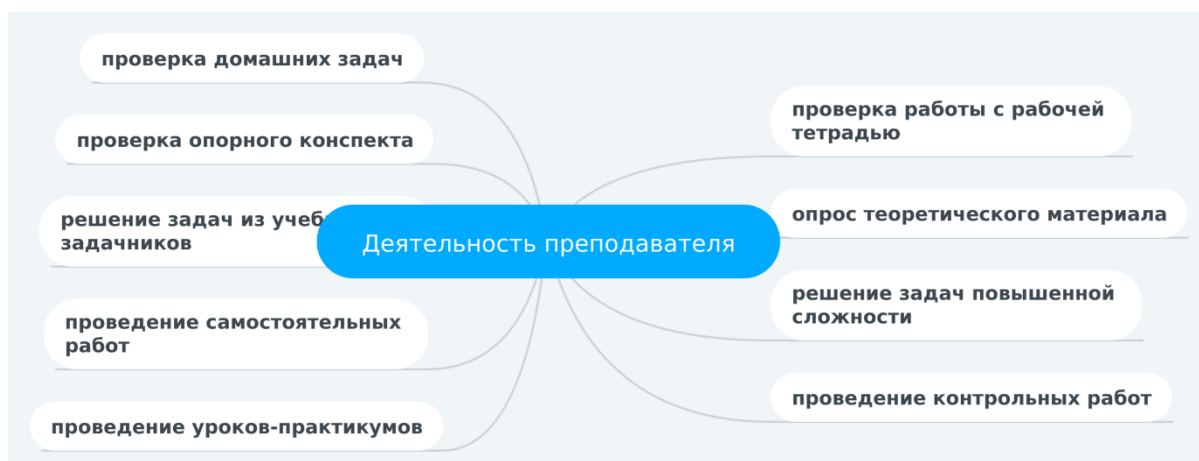 проверка домашних задач
проверка опорного конспекта
решение задач из
задачников
проведение самостоятельных
работ
проведение уроков-практикумов
Деятельность преподавателя
проверка работы с рабочей
тетрадью
опрос теоретического материала
решение задач повышенной
сложности
проведение контрольных работ